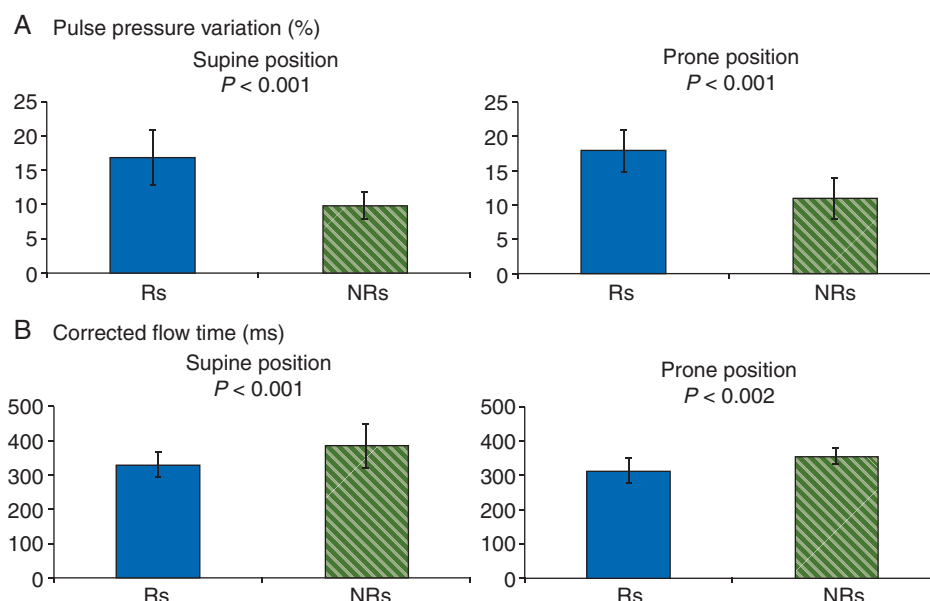 A Pulse pressure variation (%)
Supine position
P < 0.001
25
20
15
10
5
0
Rs NRs
Prone position
P < 0.001
25
20
15
10
5
0
Rs NRs
B Corrected flow time (ms)
Supine position
P < 0.001
500
400
300
200
100
0
Rs NRs
Prone position
P < 0.002
500
400
300
200
100
0
Rs NRs